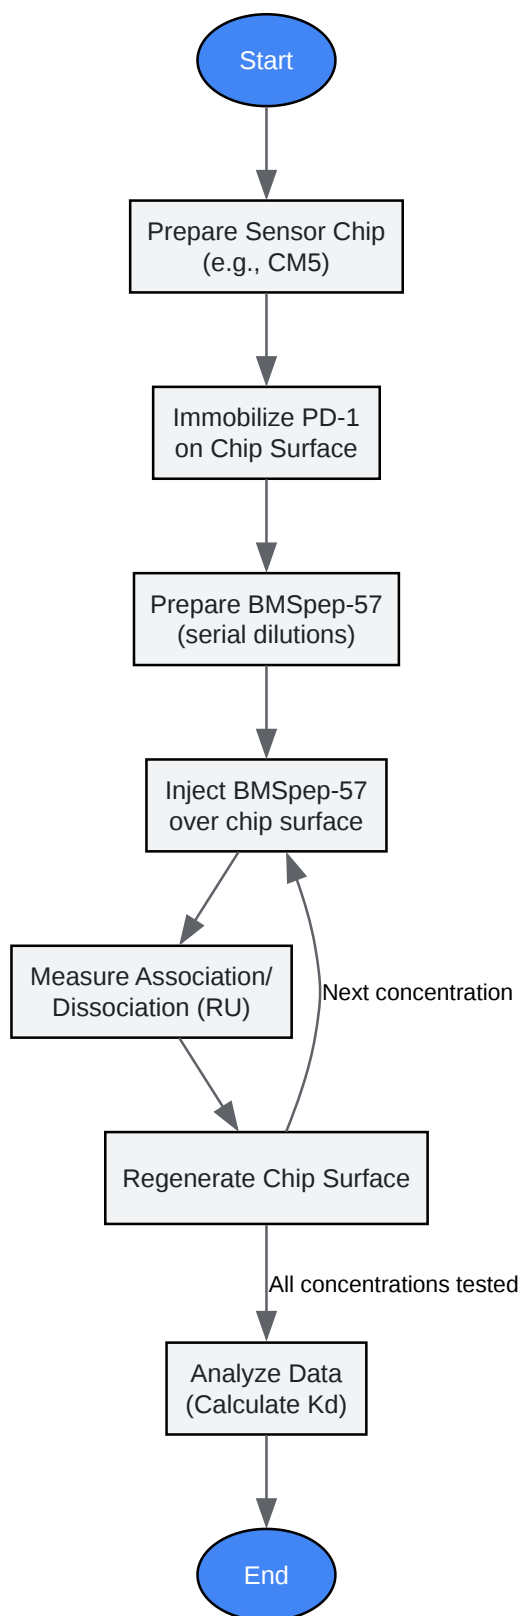 Start
Prepare Sensor Chip
(e.g., CM5)
Immobilize PD-1
on Chip Surface
Prepare BMSpep-57
(serial dilutions)
Inject BMSpep-57
over chip surface
Measure Association/
Dissociation (RU)
Next concentration
Regenerate Chip Surface
All concentrations tested
Analyze Data
(Calculate Kd)
End